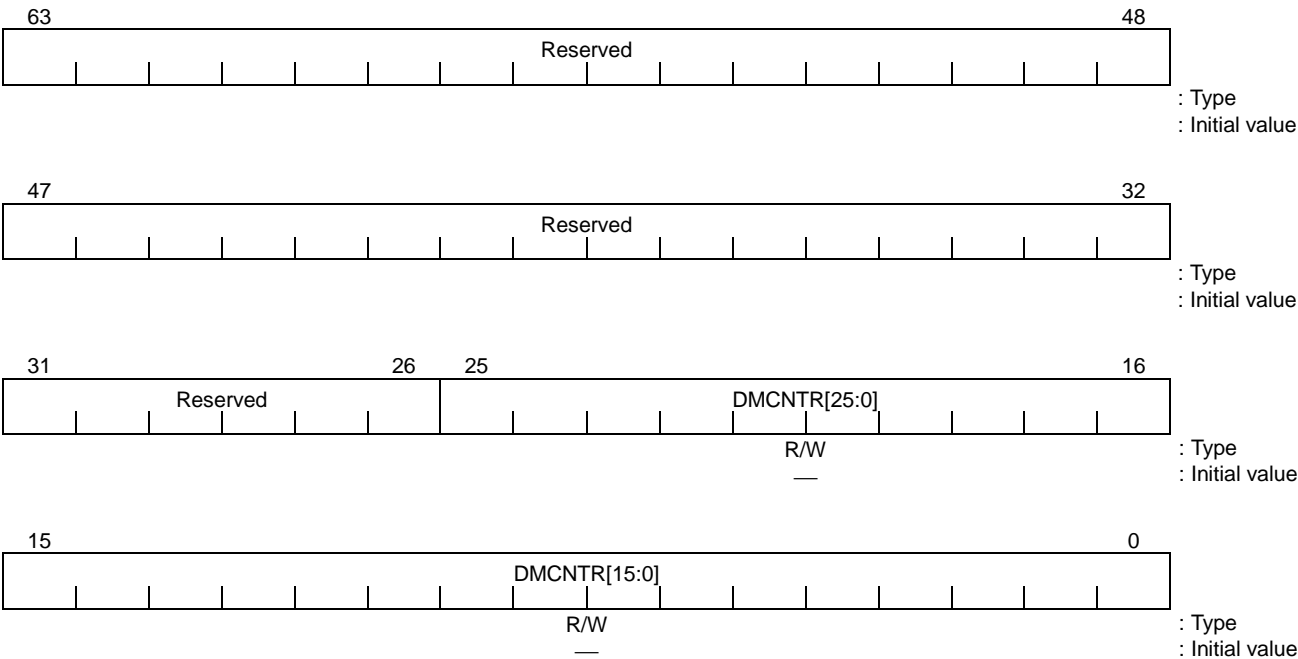 63 48
Reserved
: Type
: Initial value
47 32
Reserved
: Type
: Initial value
31 26 25 16
Reserved DMCNTR[25:0]
R/W : Type
— : Initial value
15 0
DMCNTR[15:0]
R/W : Type
— : Initial value